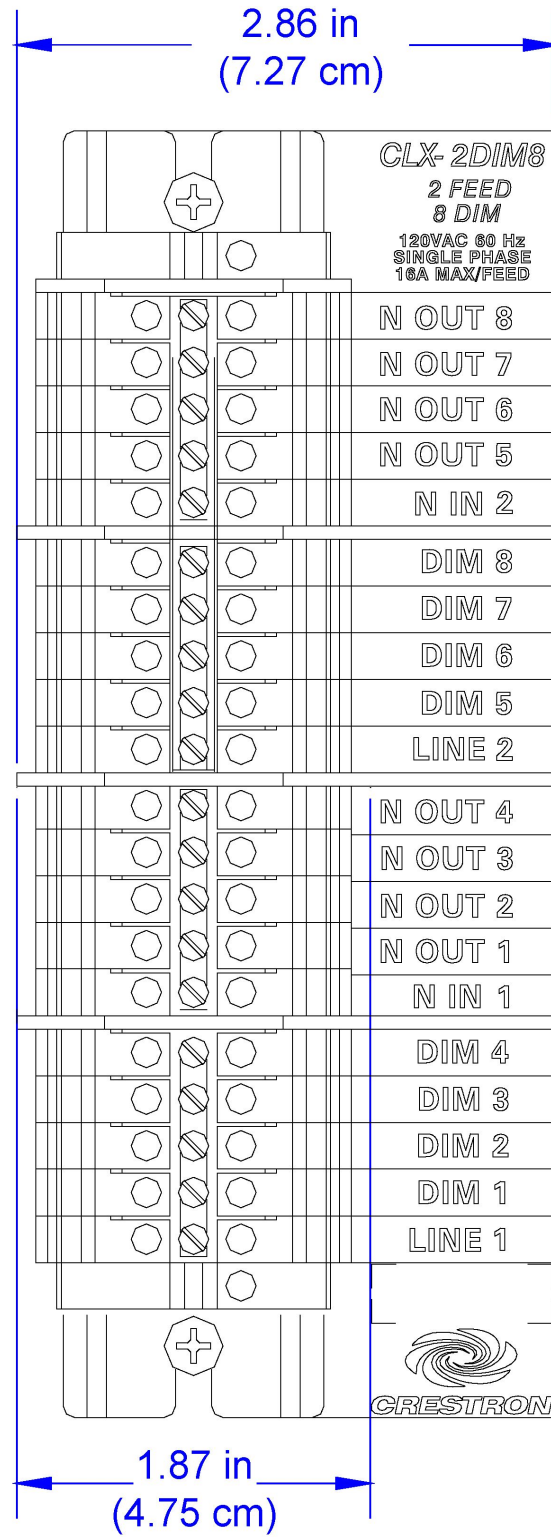 2.86 in
(7.27 cm)
CLX- 2DIM8
2 FEED
8 DIM
120VAC 60 Hz
SINGLE PHASE
16A MAX/FEED
N OUT 8
N OUT 7
N OUT 6
N OUT 5
N IN 2
DIM 8
DIM 7
DIM 6
DIM 5
LINE 2
N OUT 4
N OUT 3
N OUT 2
N OUT 1
N IN 1
DIM 4
DIM 3
DIM 2
DIM 1
LINE 1
CRESTRON
1.87 in
(4.75 cm)